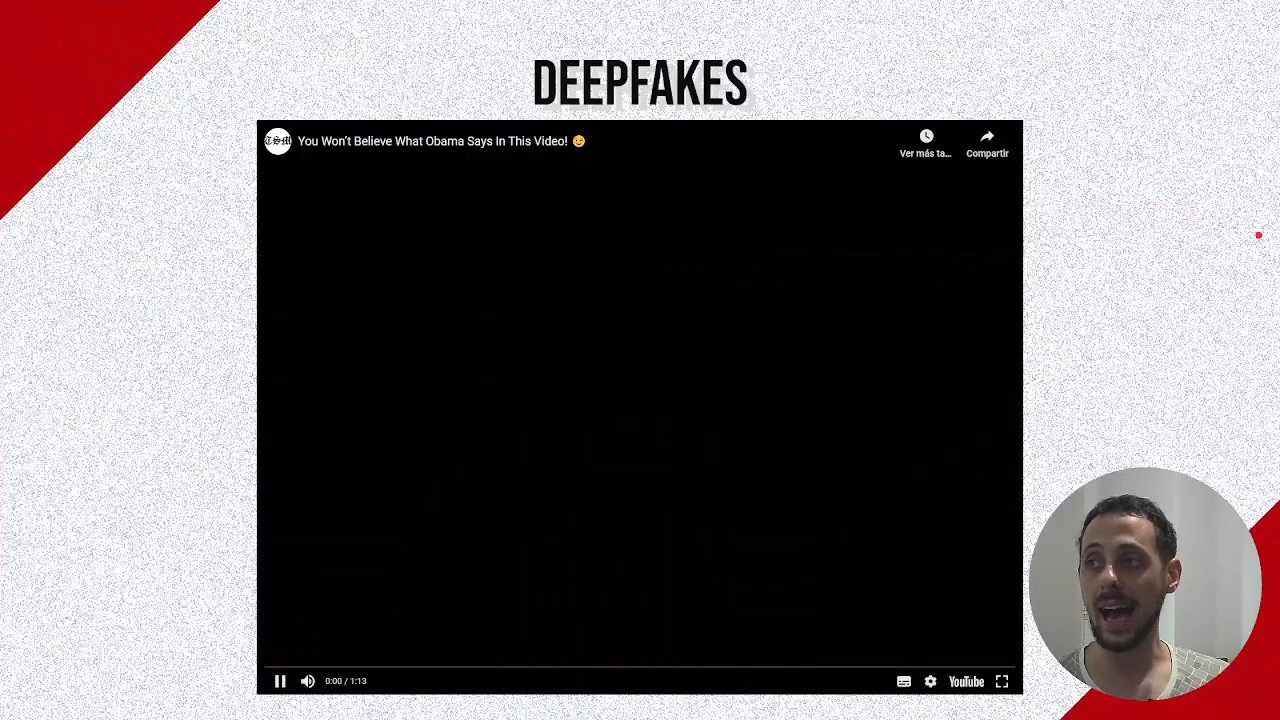 DEEPFAKES
TSM
You Won't Believe What Obama Says In This Video! 😉
Ver más ta...
Compartir
0:00 / 1:13
YouTube